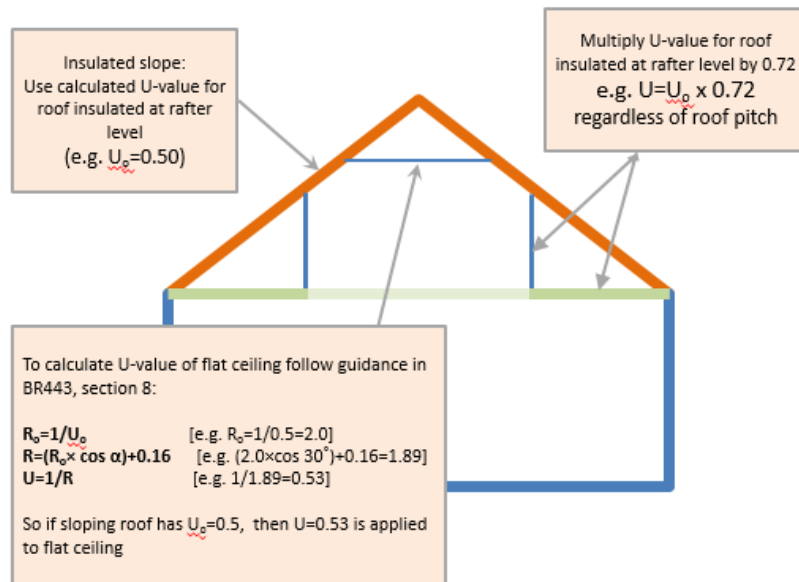 Insulated slope:
Use calculated U-value for
roof insulated at rafter
level
(e.g. Uₒ=0.50)
Multiply U-value for roof
insulated at rafter level by 0.72
e.g. U=Uₒ x 0.72
regardless of roof pitch
To calculate U-value of flat ceiling follow guidance in
BR443, section 8:
Rₒ=1/Uₒ [e.g. Rₒ=1/0.5=2.0]
R=(Rₒ× cos α)+0.16 [e.g. (2.0×cos 30°)+0.16=1.89]
U=1/R [e.g. 1/1.89=0.53]
So if sloping roof has Uₒ=0.5, then U=0.53 is applied
to flat ceiling